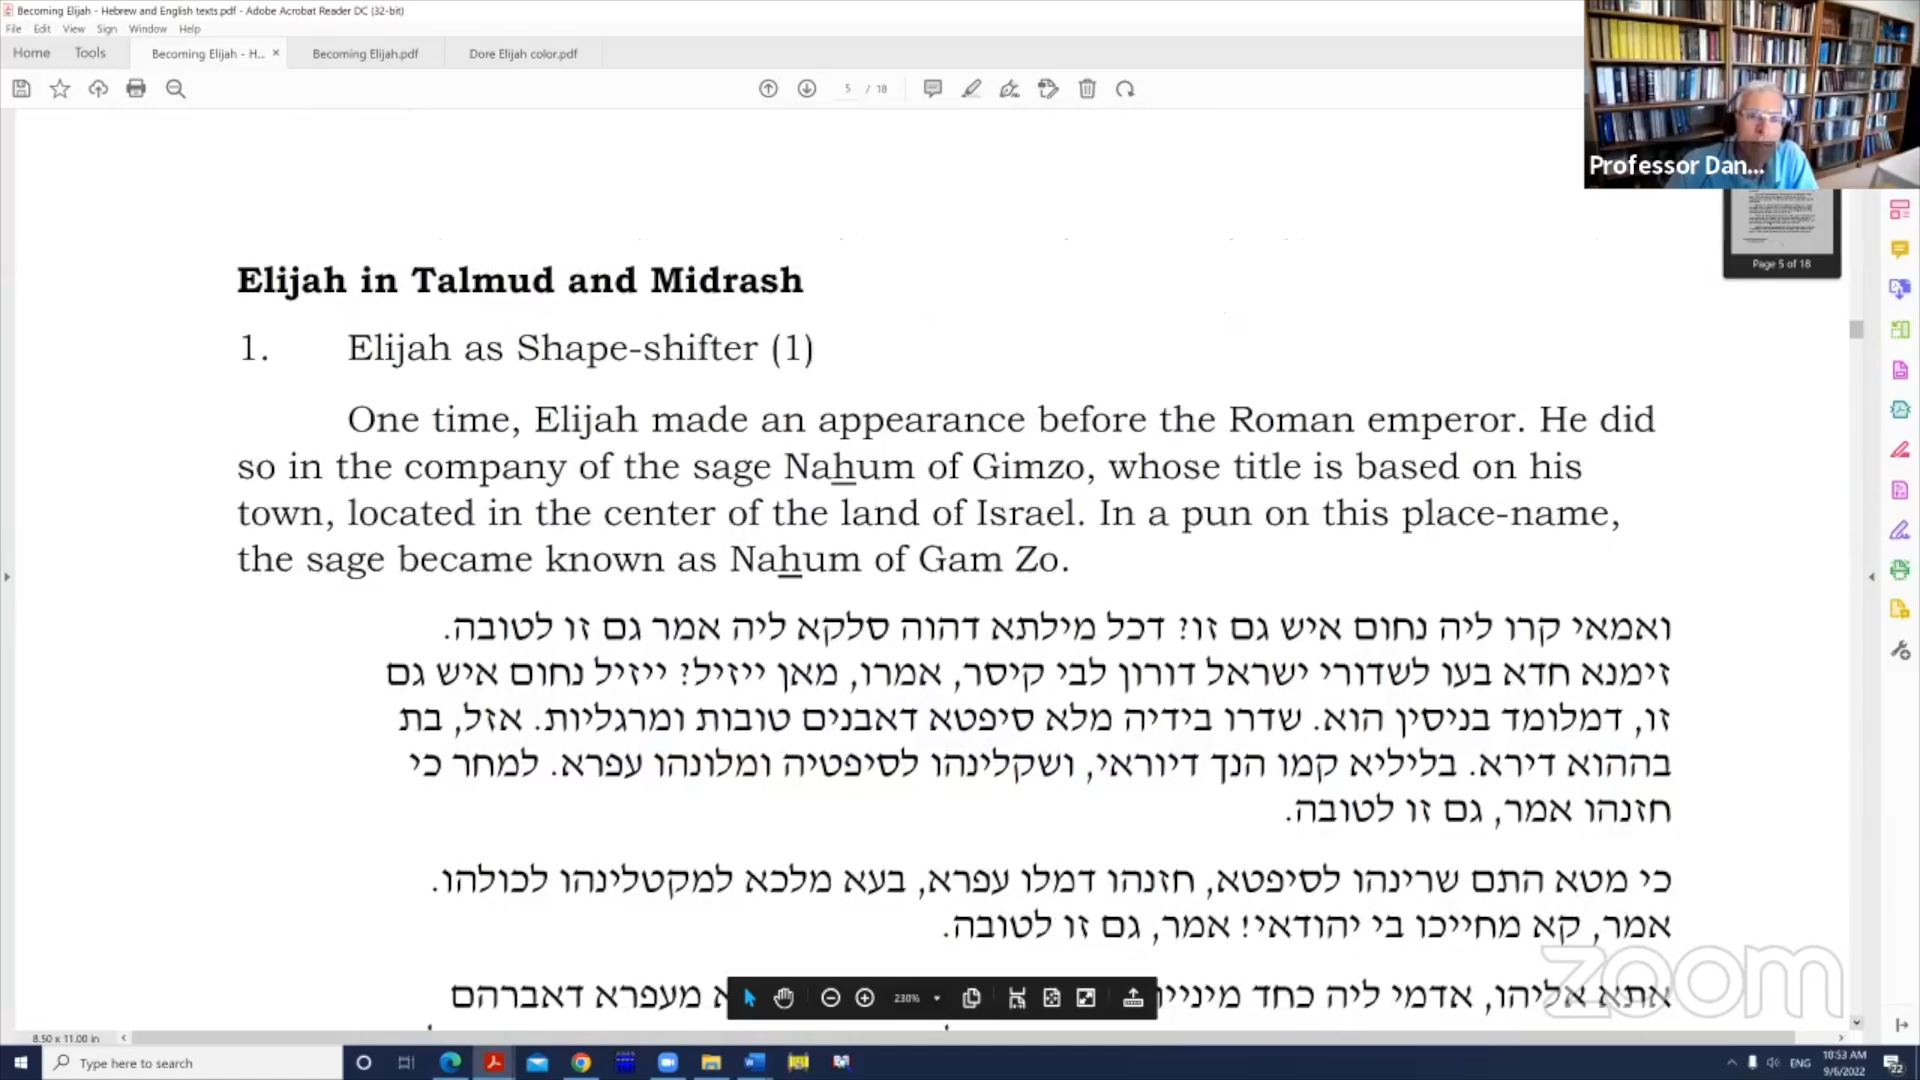 Becoming Elijah - Hebrew and English texts.pdf - Adobe Acrobat Reader DC (32-bit)
File Edit View Sign Window Help
Home Tools Becoming Elijah - H... × Becoming Elijah.pdf Dore Elijah color.pdf
5 / 18
Professor Dan...
Page 5 of 18
Elijah in Talmud and Midrash
1. Elijah as Shape-shifter (1)
One time, Elijah made an appearance before the Roman emperor. He did
so in the company of the sage Nahum of Gimzo, whose title is based on his
town, located in the center of the land of Israel. In a pun on this place-name,
the sage became known as Nahum of Gam Zo.
ואמאי קרו ליה נחום איש גם זו? דכל מילתא דהוה סלקא ליה אמר גם זו לטובה.
זימנא חדא בעו לשדורי ישראל דורון לבי קיסר, אמרו, מאן ייזיל? ייזיל נחום איש גם
זו, דמלומד בניסין הוא. שדרו בידיה מלא סיפטא דאבנים טובות ומרגליות. אזל, בת
בההוא דירא. בליליא קמו הנך דיוראי, ושקלינהו לסיפטיה ומלונהו עפרא. למחר כי
חזנהו אמר, גם זו לטובה.
כי מטא התם שרינהו לסיפטא, חזנהו דמלו עפרא, בעא מלכא למקטלינהו לכולהו.
אמר, קא מחייכו בי יהודאי! אמר, גם זו לטובה.
אתא אליהו, אדמי ליה כחד מינייהו מעפרא דאברהם
230%
zoom
8.50 x 11.00 in
Type here to search
ENG
10:53 AM
9/6/2022
22